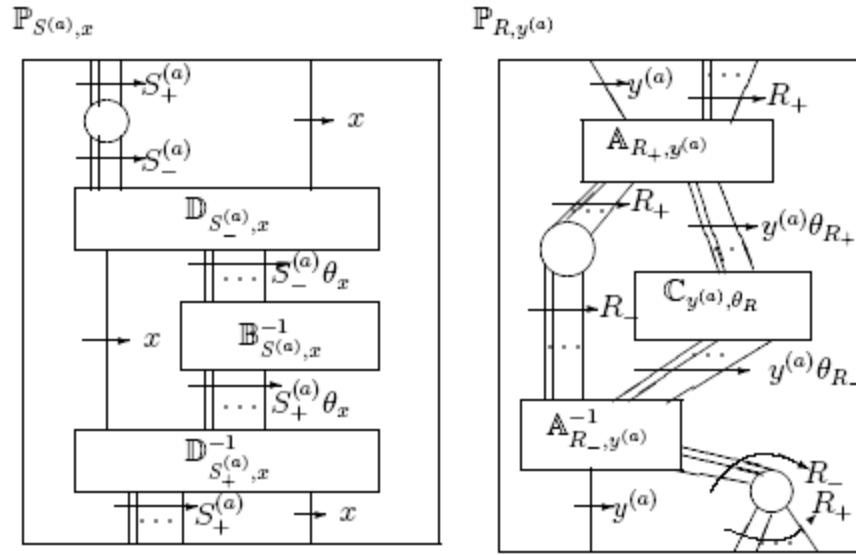 ℙ_{S^{(a)},x} ℙ_{R,y^{(a)}}
S_+^{(a)} y^{(a)} R_+
x 𝔸_{R_+,y^{(a)}}
S_-^{(a)}
𝔻_{S_-^{(a)},x} R_+ y^{(a)}θ_{R_+}
S_-^{(a)}θ_x ℂ_{y^{(a)},θ_R}
x 𝔹^{-1}_{S^{(a)},x} R_-
S_+^{(a)}θ_x y^{(a)}θ_{R_-}
𝔻^{-1}_{S_+^{(a)},x} 𝔸^{-1}_{R_-,y^{(a)}}
R_-
S_+^{(a)} x y^{(a)} R_+